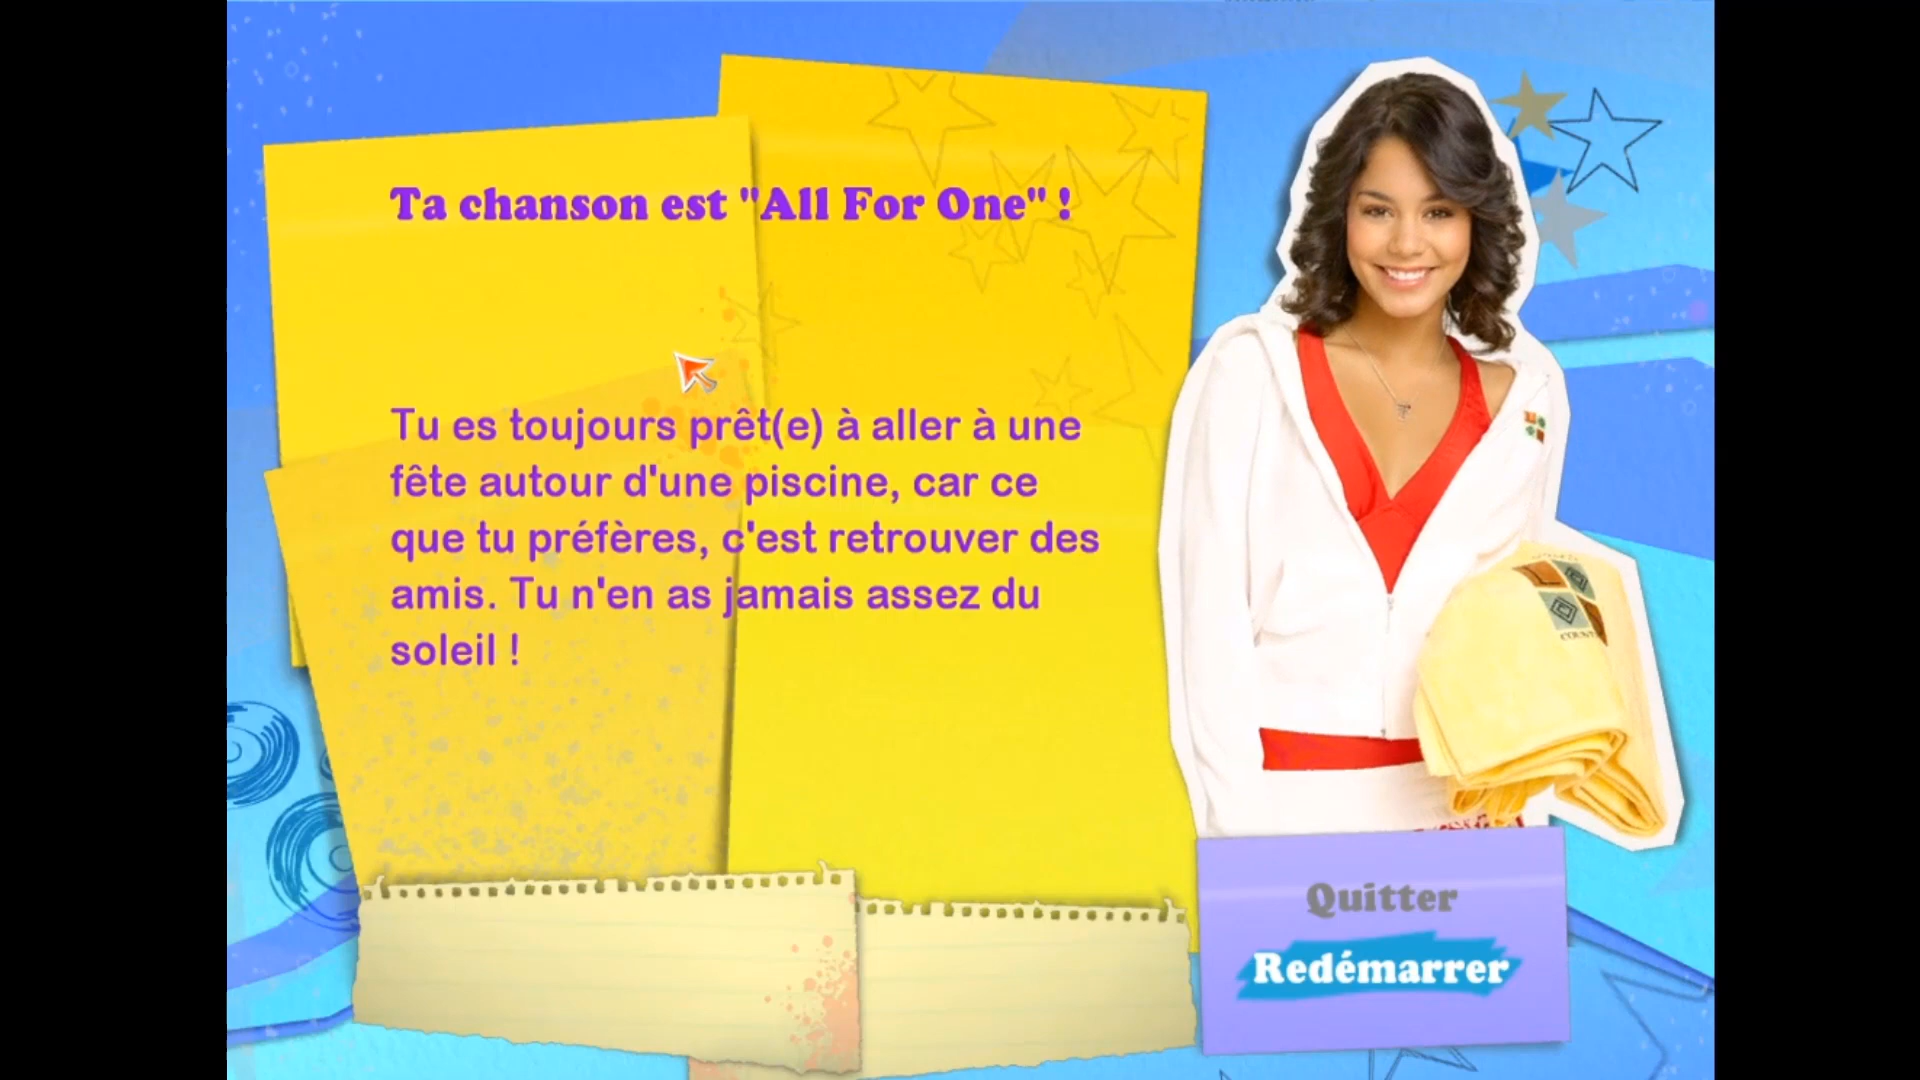 Ta chanson est "All For One" !
Tu es toujours prêt(e) à aller à une
fête autour d'une piscine, car ce
que tu préfères, c'est retrouver des
amis. Tu n'en as jamais assez du
soleil !
Quitter
Redémarrer